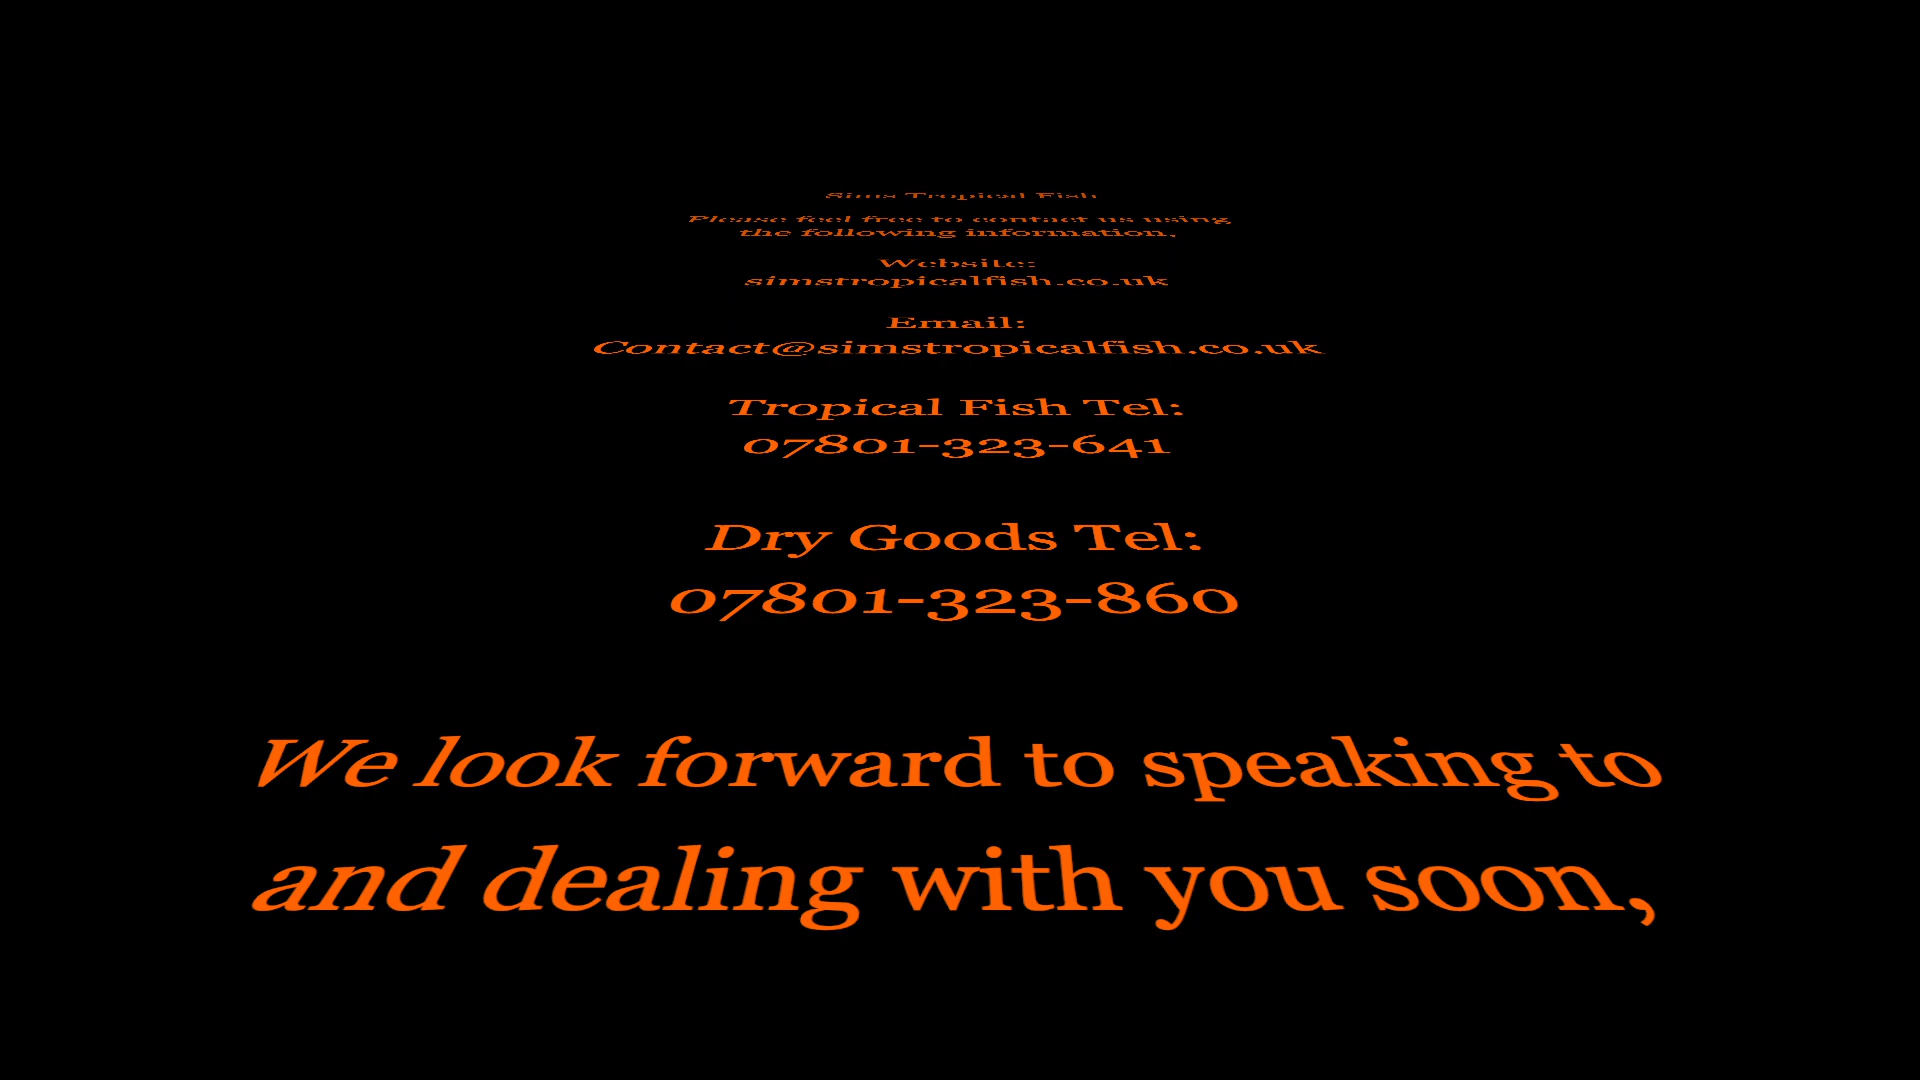 Sims Tropical Fish
Please feel free to contact us using
the following information,
Website:
simstropicalfish.co.uk
Email:
Contact@simstropicalfish.co.uk
Tropical Fish Tel:
07801-323-641
Dry Goods Tel:
07801-323-860
We look forward to speaking to
and dealing with you soon,